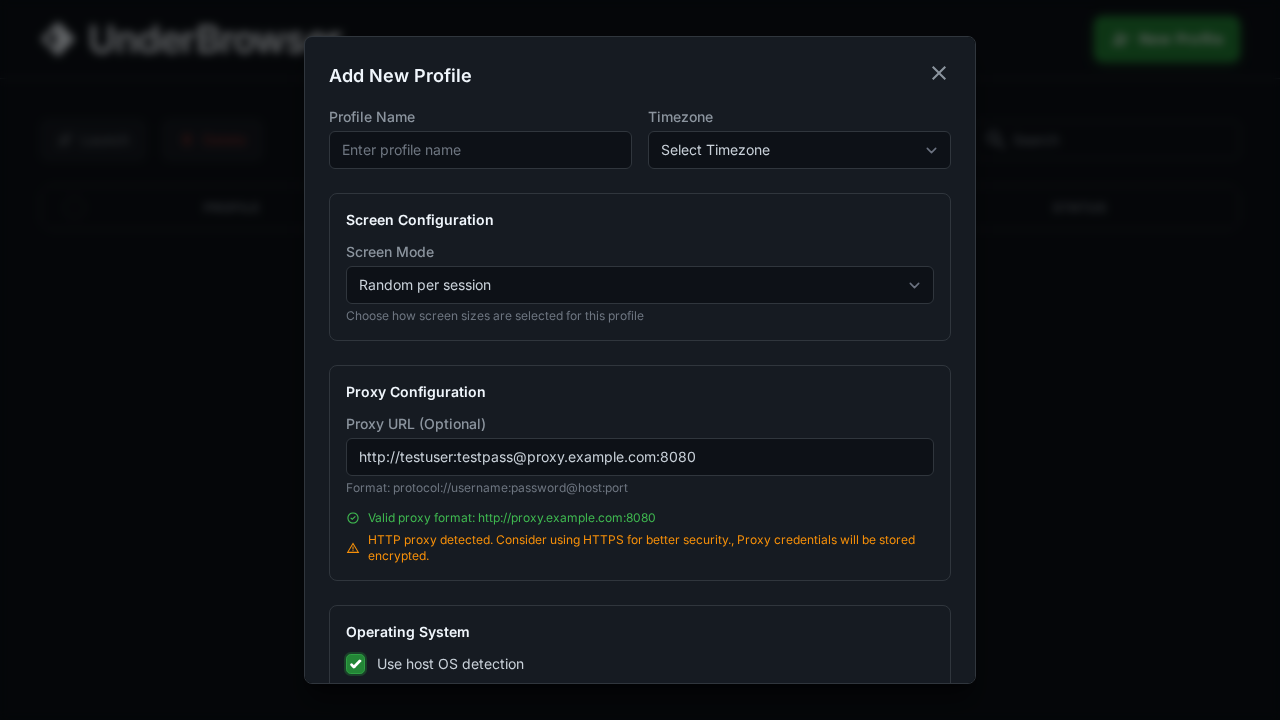 UnderBrowser
New Profile
Add New Profile
Profile Name
Timezone
Enter profile name
Select Timezone
Launch
Search
PROFILE
STATUS
Screen Configuration
Screen Mode
Random per session
Choose how screen sizes are selected for this profile
Proxy Configuration
Proxy URL (Optional)
http://testuser:testpass@proxy.example.com:8080
Format: protocol://username:password@host:port
Valid proxy format: http://proxy.example.com:8080
HTTP proxy detected. Consider using HTTPS for better security., Proxy credentials will be stored
encrypted.
Operating System
Use host OS detection